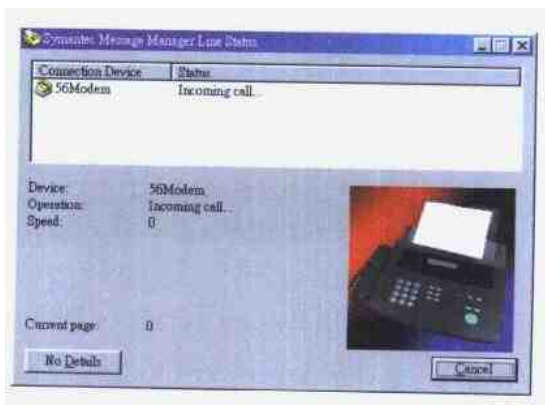 Symantec Message Manager Line Status
Connection Device Status
56Modem Incoming call...
Device: 56Modem
Operation: Incoming call...
Speed: 0
Current page: 0
No Details
Cancel